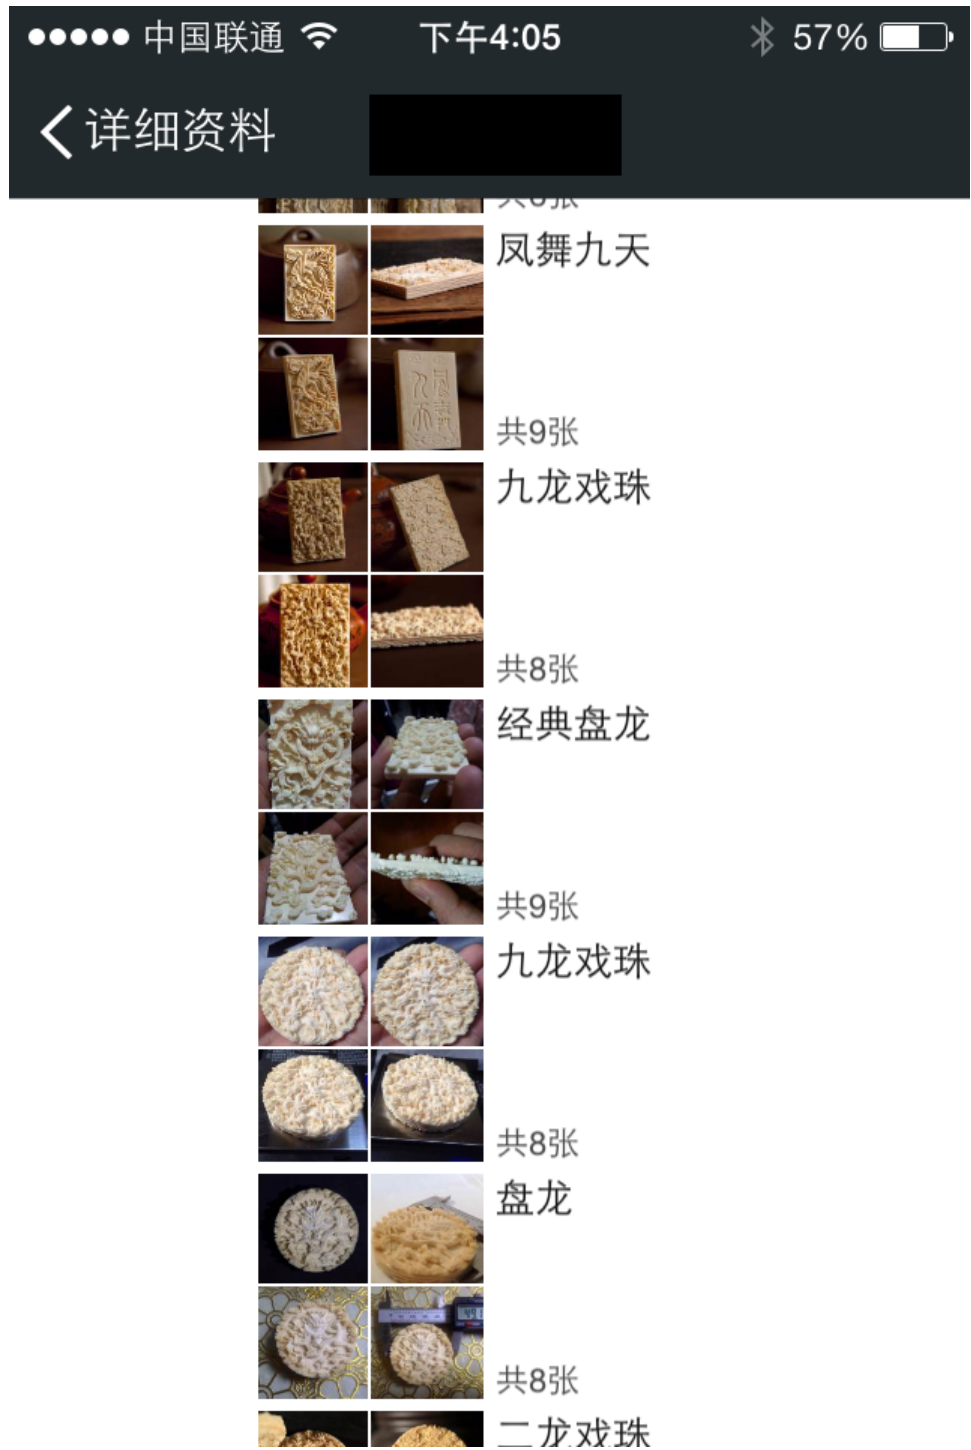 中国联通
下午4:05
57%
详细资料
凤舞九天
共9张
九龙戏珠
共8张
经典盘龙
共9张
九龙戏珠
共8张
盘龙
共8张
二龙戏珠